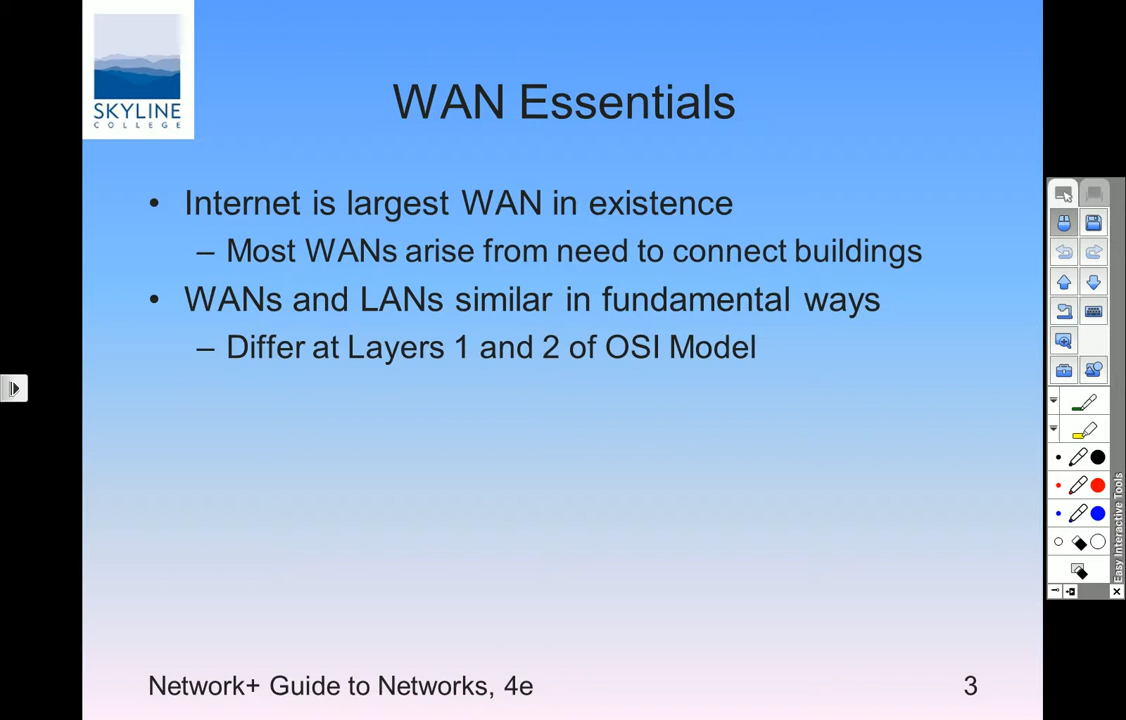 SKYLINE
COLLEGE
WAN Essentials
• Internet is largest WAN in existence
– Most WANs arise from need to connect buildings
• WANs and LANs similar in fundamental ways
– Differ at Layers 1 and 2 of OSI Model
Easy Interactive Tools
Network+ Guide to Networks, 4e
3